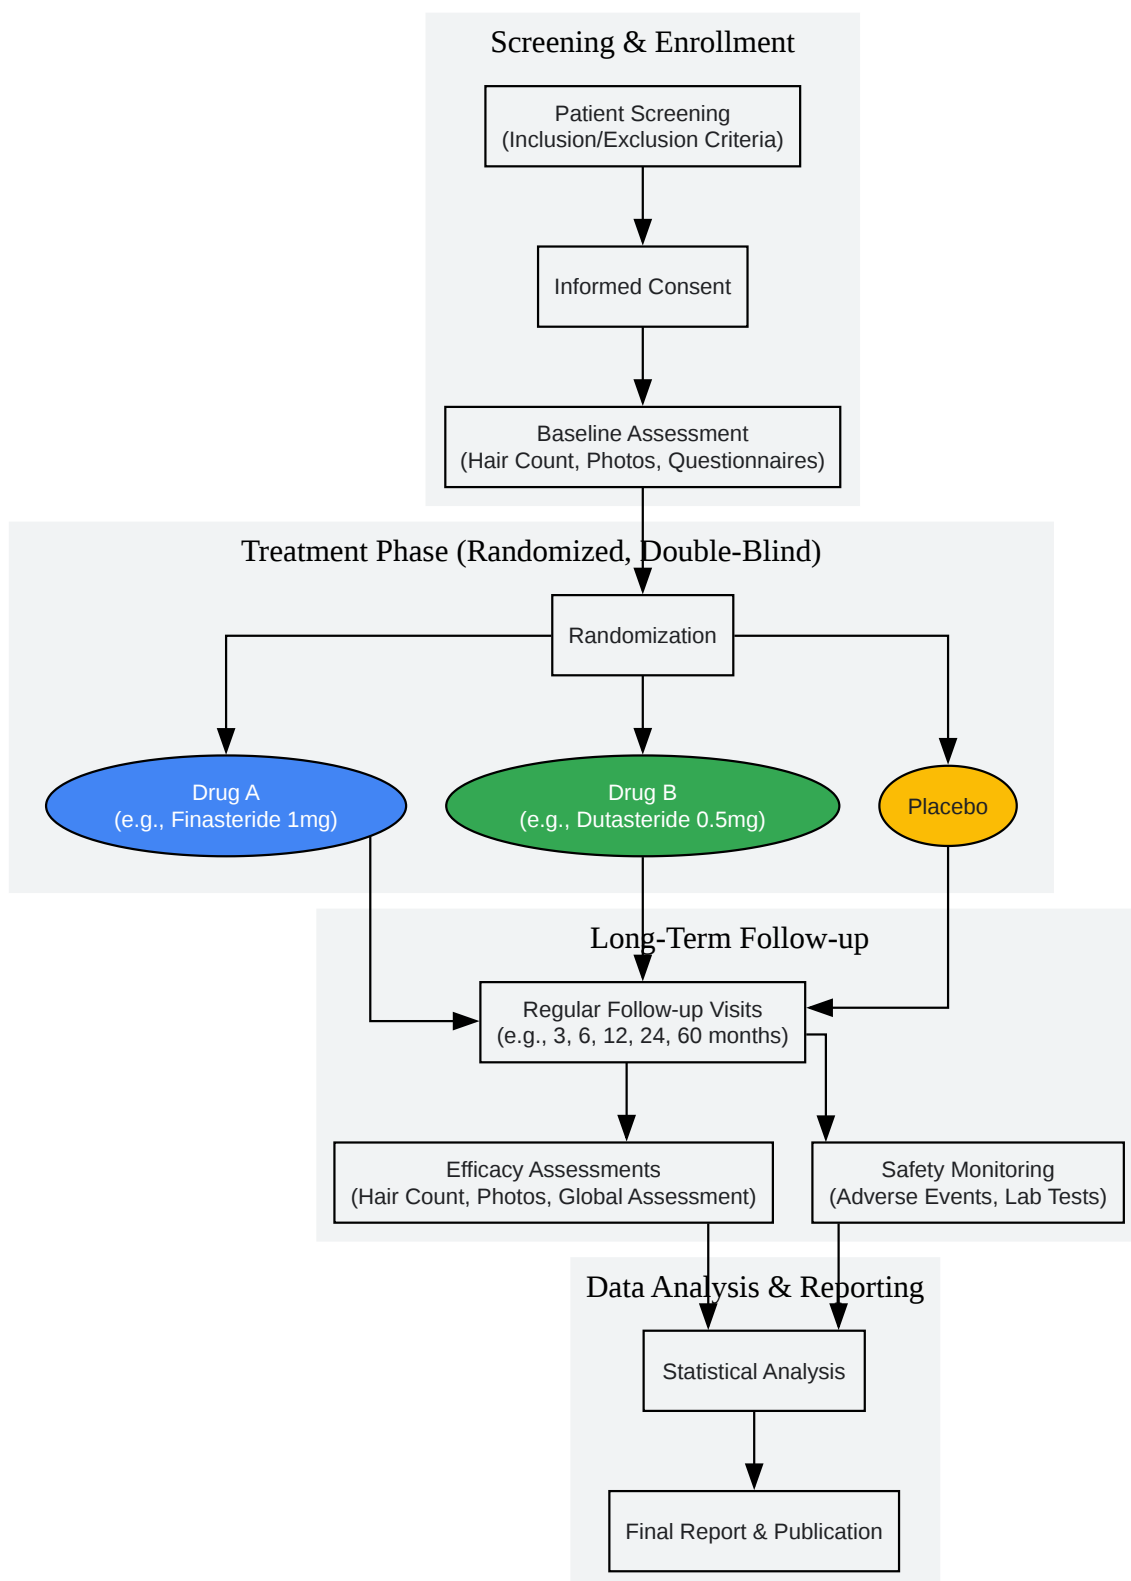 Screening & Enrollment
Patient Screening
(Inclusion/Exclusion Criteria)
Informed Consent
Baseline Assessment
(Hair Count, Photos, Questionnaires)
Treatment Phase (Randomized, Double-Blind)
Randomization
Drug A
(e.g., Finasteride 1mg)
Drug B
(e.g., Dutasteride 0.5mg)
Placebo
Long-Term Follow-up
Regular Follow-up Visits
(e.g., 3, 6, 12, 24, 60 months)
Efficacy Assessments
(Hair Count, Photos, Global Assessment)
Safety Monitoring
(Adverse Events, Lab Tests)
Data Analysis & Reporting
Statistical Analysis
Final Report & Publication